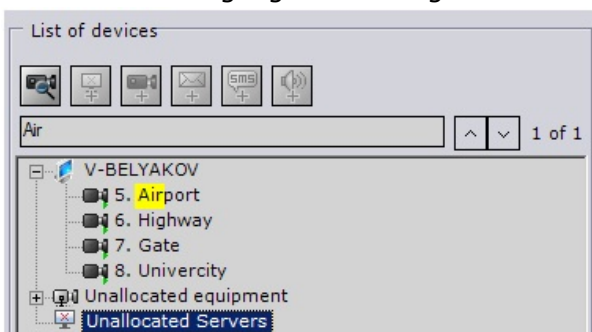 List of devices
sms
Air
1 of 1
V-BELYAKOV
5. Airport
6. Highway
7. Gate
8. Univercity
Unallocated equipment
Unallocated Servers